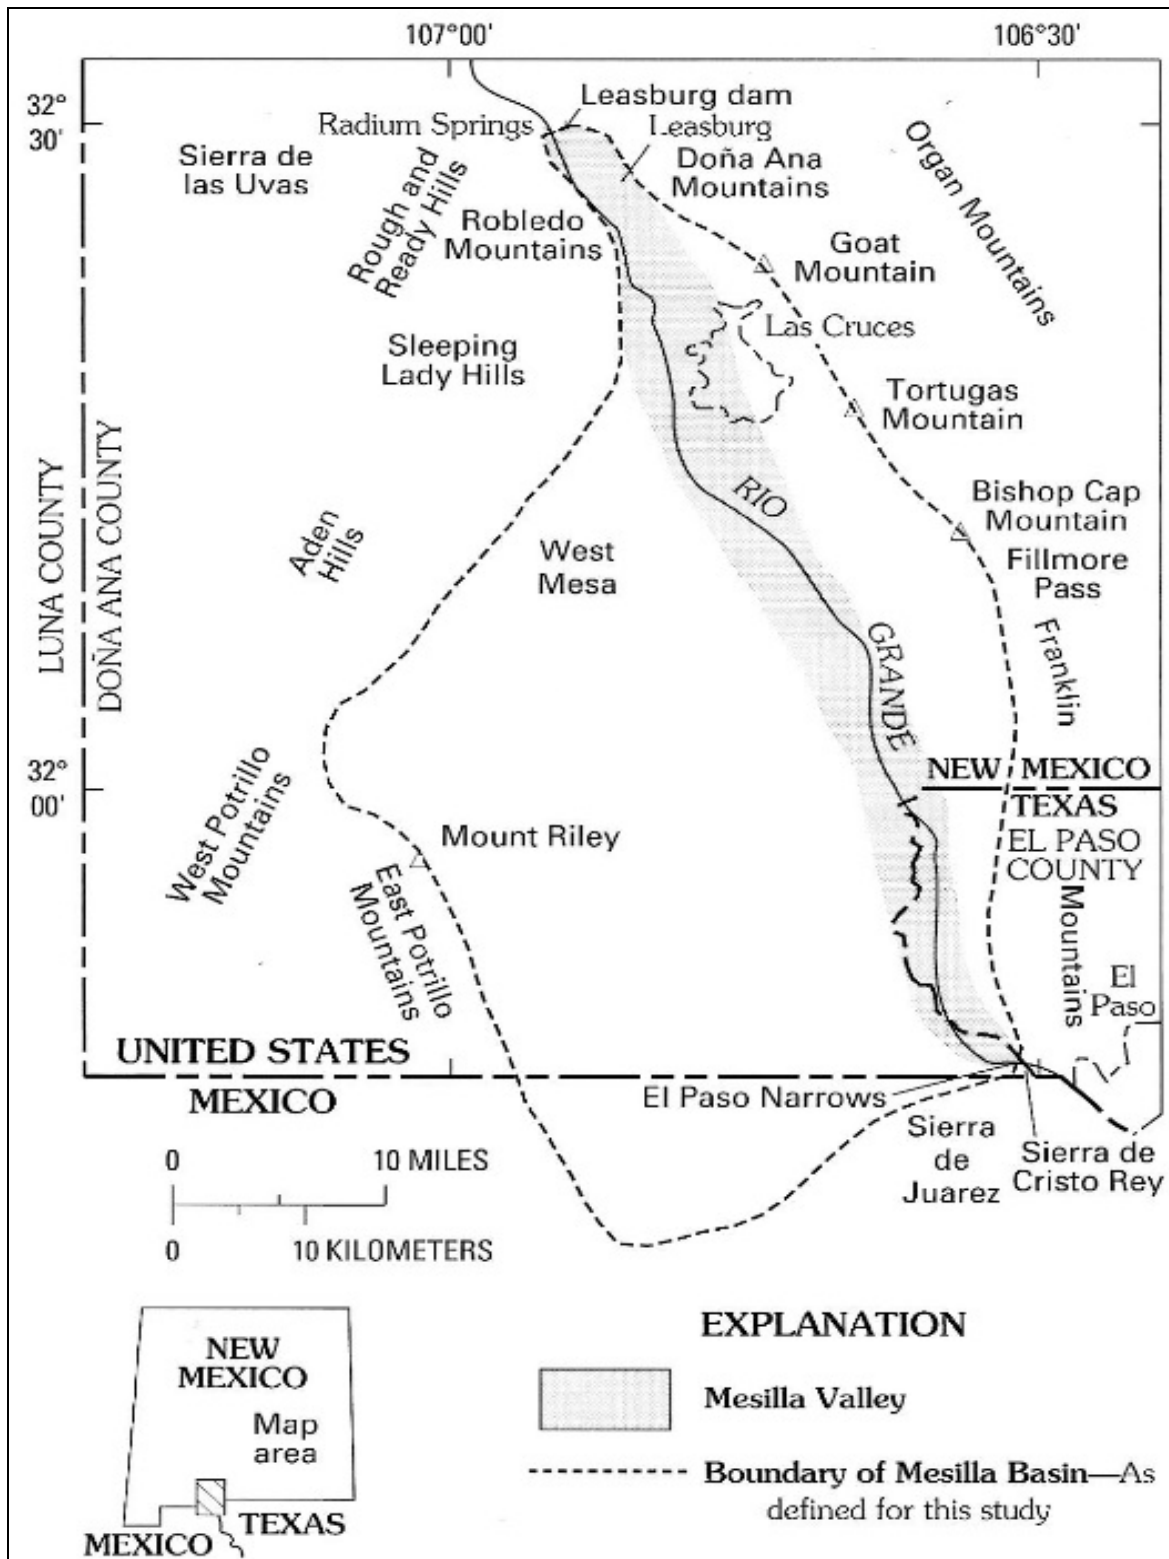 107°00'
106°30'
32°
30'
Leasburg dam
Radium Springs
Leasburg
Sierra de
las Uvas
Rough and
Ready Hills
Doña Ana
Mountains
Organ Mountains
Robledo
Mountains
Goat
Mountain
Las Cruces
Sleeping
Lady Hills
Tortugas
Mountain
LUNA COUNTY
DOÑA ANA COUNTY
RIO
GRANDE
Bishop Cap
Mountain
Aden
Hills
West
Mesa
Fillmore
Pass
Franklin
Mountains
32°
00'
NEW MEXICO
TEXAS
West Potrillo
Mountains
Mount Riley
EL PASO
COUNTY
East Potrillo
Mountains
El
Paso
UNITED STATES
MEXICO
El Paso Narrows
Sierra
de
Juarez
Sierra de
Cristo Rey
0 10 MILES
0 10 KILOMETERS
NEW
MEXICO
Map
area
TEXAS
MEXICO
EXPLANATION
Mesilla Valley
Boundary of Mesilla Basin—As
defined for this study